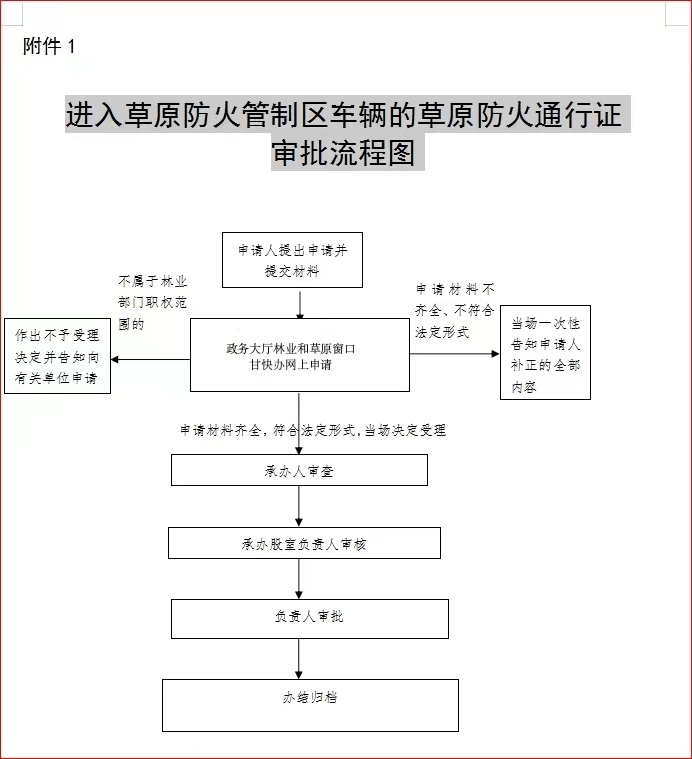 附件 1
进入草原防火管制区车辆的草原防火通行证
审批流程图
申请人提出申请并
提交材料
不属于林业
部门职权范
围的
申请材料不
齐全、不符合
法定形式
作出不予受理
决定并告知向
有关单位申请
政务大厅林业和草原窗口
甘快办网上申请
当场一次性
告知申请人
补正的全部
内容
申请材料齐全，符合法定形式，当场决定受理
承办人审查
承办股室负责人审核
负责人审批
办结归档